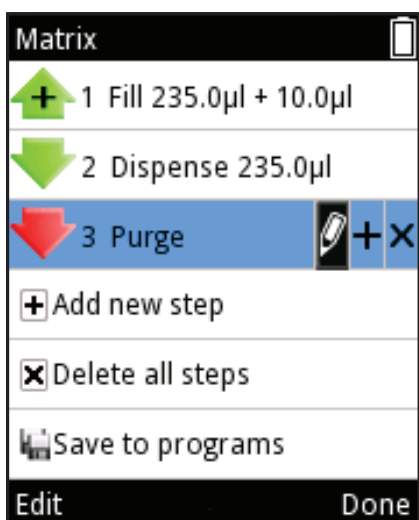 Matrix
1 Fill 235.0µl + 10.0µl
2 Dispense 235.0µl
3 Purge
Add new step
Delete all steps
Save to programs
Edit Done